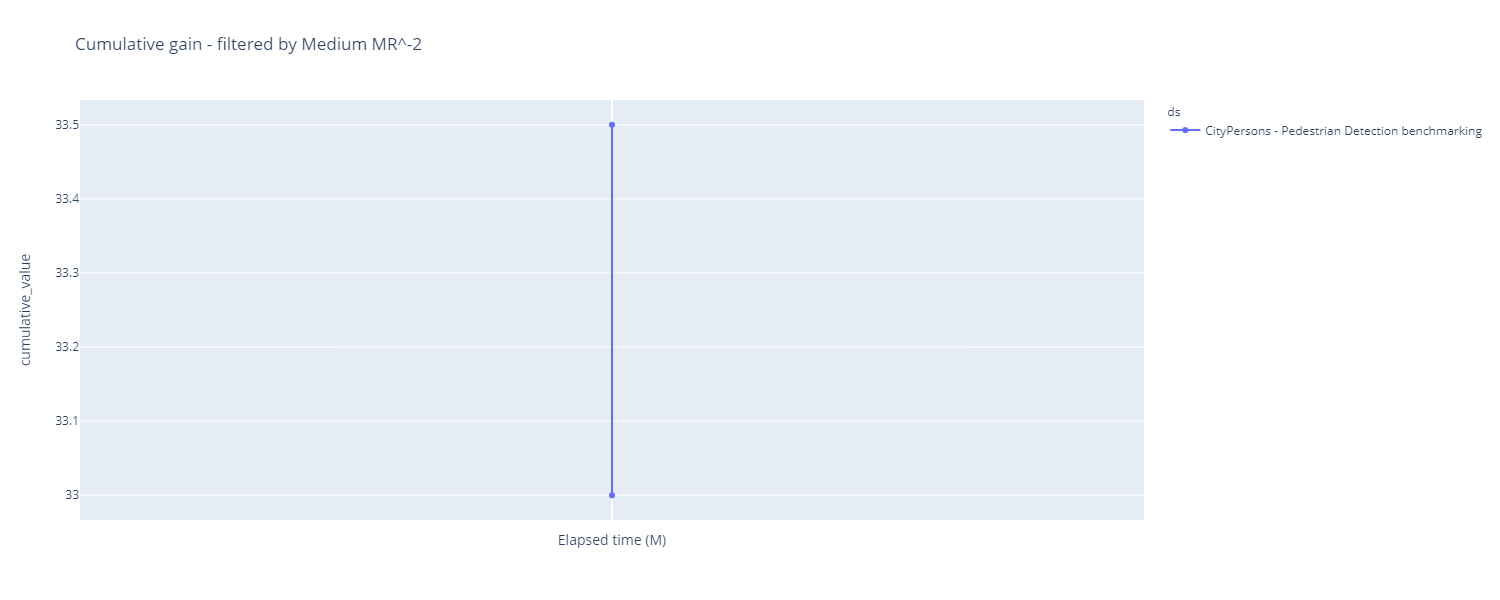 Cumulative gain - filtered by Medium MR^-2
ds
CityPersons - Pedestrian Detection benchmarking
33.5
33.4
33.3
33.2
33.1
33
cumulative_value
Elapsed time (M)